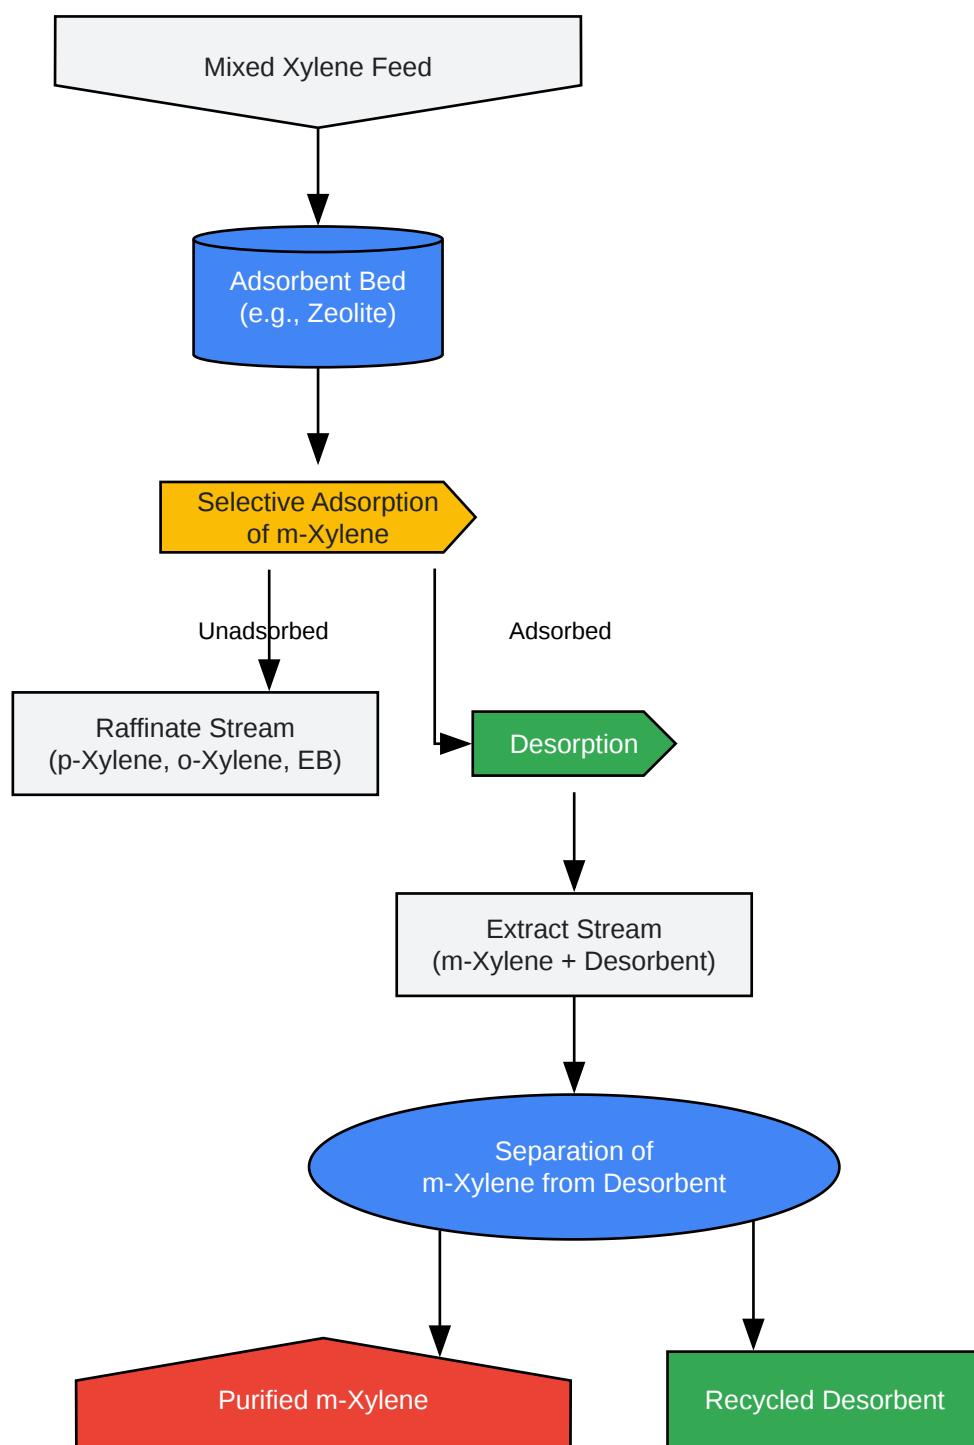 Mixed Xylene Feed
Adsorbent Bed
(e.g., Zeolite)
Selective Adsorption
of m-Xylene
Unadsorbed
Adsorbed
Raffinate Stream
(p-Xylene, o-Xylene, EB)
Desorption
Extract Stream
(m-Xylene + Desorbent)
Separation of
m-Xylene from Desorbent
Purified m-Xylene
Recycled Desorbent